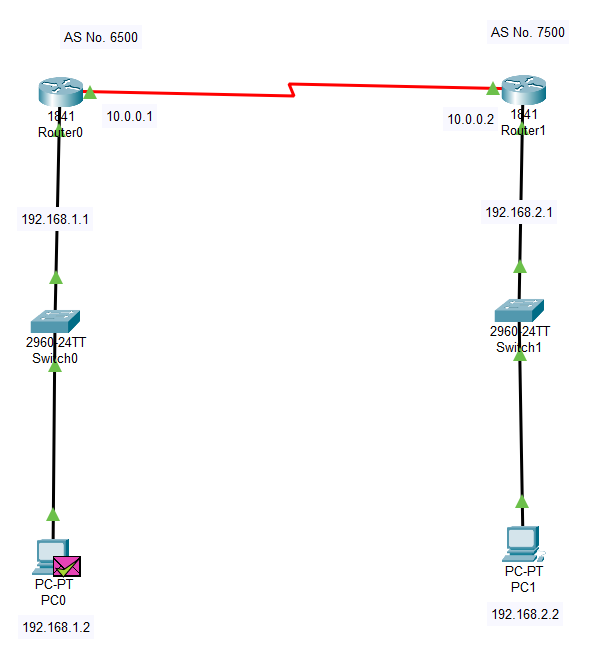 AS No. 6500
AS No. 7500
1841
Router0
10.0.0.1
10.0.0.2
1841
Router1
192.168.1.1
192.168.2.1
2960-24TT
Switch0
2960-24TT
Switch1
PC-PT
PC0
192.168.1.2
PC-PT
PC1
192.168.2.2